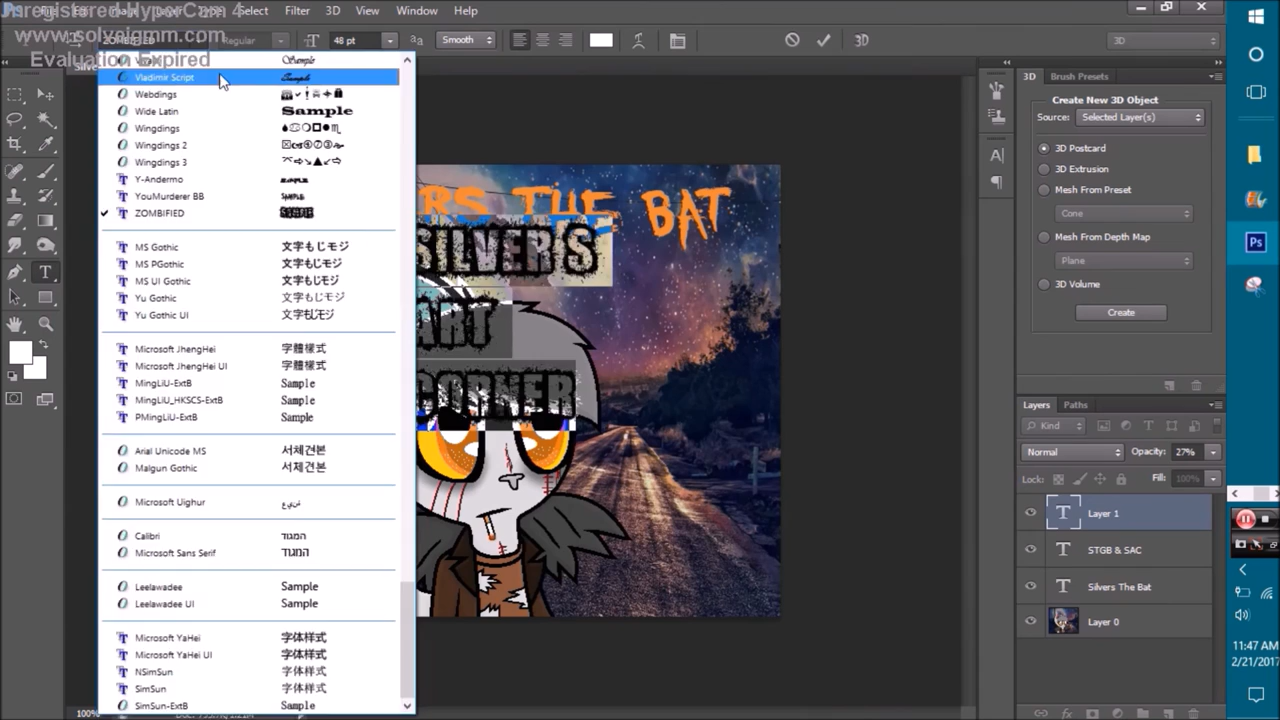 Unregistered HyperCam 4
www.solveigmm.com
Evaluation Expired
Select Filter 3D View Window Help
ZOMBIFIED Regular 48 pt Smooth 3D 3D
Vladimir Script Sample
Webdings
Wide Latin Sample
Wingdings
Wingdings 2
Wingdings 3
Y-Andermo SAMPLE
YouMurderer BB SAMPLE
ZOMBIFIED SAMPLE
MS Gothic 文字もじモジ
MS PGothic 文字もじモジ
MS UI Gothic 文字もじモジ
Yu Gothic 文字もじモジ
Yu Gothic UI 文字もじモジ
Microsoft JhengHei 字體樣式
Microsoft JhengHei UI 字體樣式
MingLiU-ExtB Sample
MingLiU_HKSCS-ExtB Sample
PMingLiU-ExtB Sample
Arial Unicode MS 서체견본
Malgun Gothic 서체견본
Microsoft Uighur
Calibri דוגמה
Microsoft Sans Serif דוגמה
Leelawadee Sample
Leelawadee UI Sample
Microsoft YaHei 字体样式
Microsoft YaHei UI 字体样式
NSimSun 字体样式
SimSun 字体样式
SimSun-ExtB Sample
100%
RS THE BAT
SILVER'S
ART
CORNER
3D Brush Presets
Create New 3D Object
Source: Selected Layer(s)
3D Postcard
3D Extrusion
Mesh From Preset
Cone
Mesh From Depth Map
Plane
3D Volume
Create
Layers Paths
Kind
Normal Opacity: 27%
Lock: Fill: 100%
Layer 1
STGB & SAC
Silvers The Bat
Layer 0
Ps
11:47 AM
2/21/2017